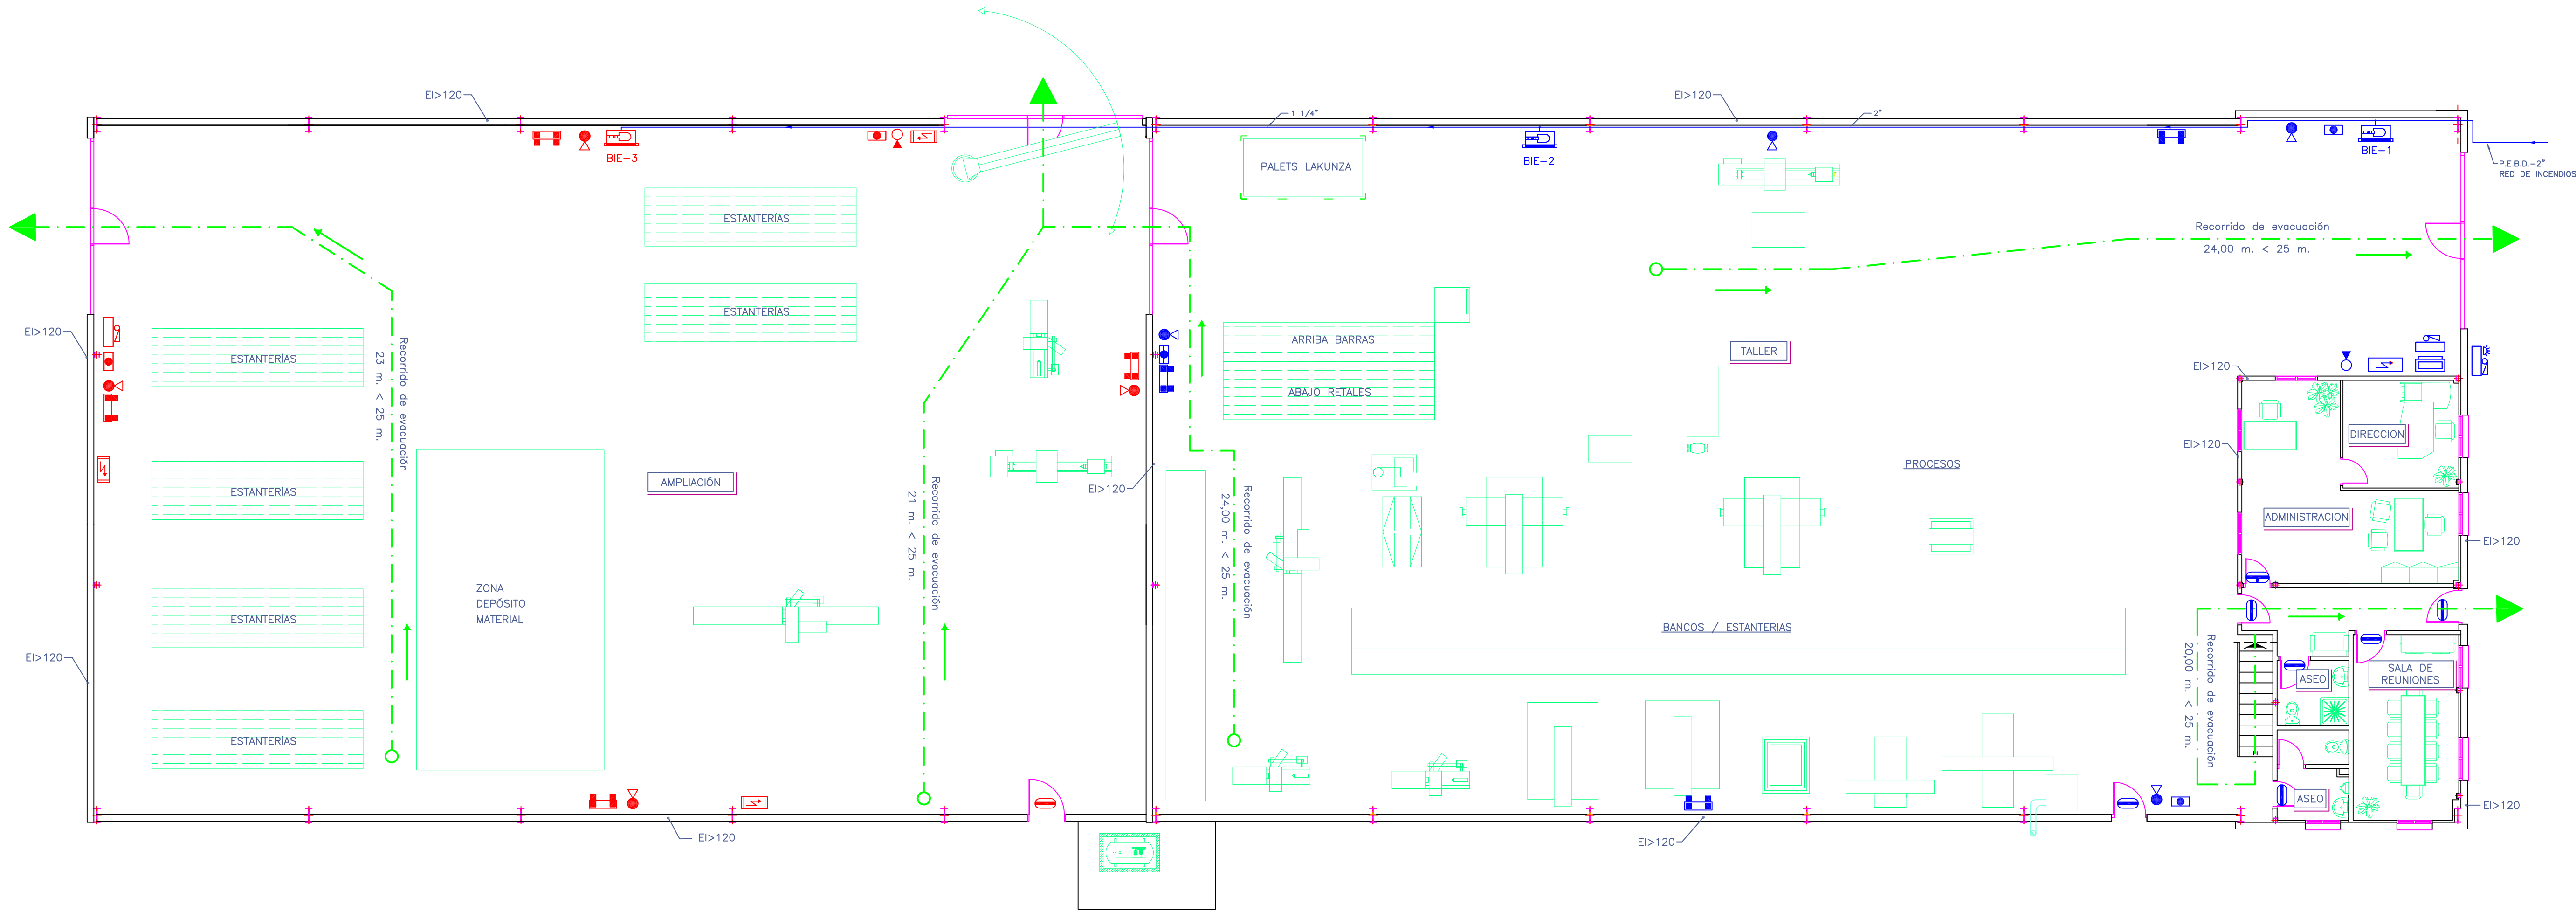 EI>120
EI>120
1 1/4"
2"
BIE-3
BIE-2
BIE-1
P.E.B.D.-2"
RED DE INCENDIOS
PALETS LAKUNZA
ESTANTERÍAS
ESTANTERÍAS
Recorrido de evacuación
24,00 m. < 25 m.
EI>120
ESTANTERÍAS
Recorrido de evacuación
23 m. < 25 m.
ARRIBA BARRAS
ABAJO RETALES
TALLER
EI>120
DIRECCION
EI>120
PROCESOS
AMPLIACIÓN
ESTANTERÍAS
EI>120
Recorrido de evacuación
21 m. < 25 m.
Recorrido de evacuación
24,00 m. < 25 m.
ADMINISTRACION
EI>120
ZONA
DEPÓSITO
MATERIAL
ESTANTERÍAS
BANCOS / ESTANTERIAS
EI>120
Recorrido de evacuación
20,00 m. < 25 m.
ASEO
SALA DE
REUNIONES
ESTANTERÍAS
ASEO
EI>120
EI>120
EI>120